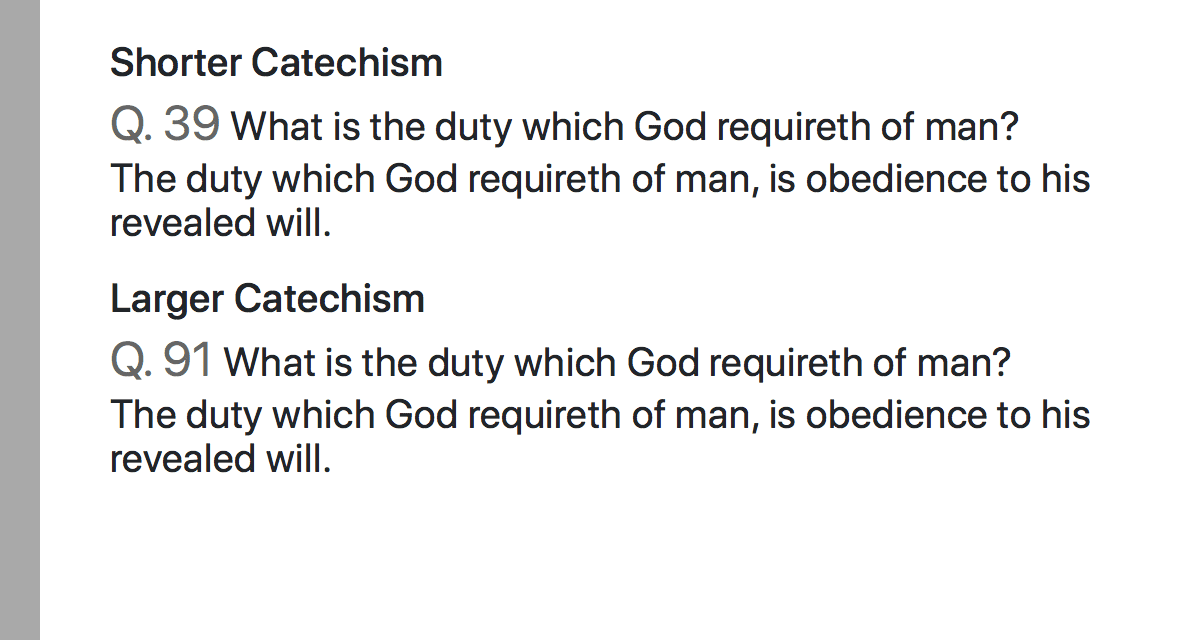 Shorter Catechism
Q. 39 What is the duty which God requireth of man?
The duty which God requireth of man, is obedience to his
revealed will.
Larger Catechism
Q. 91 What is the duty which God requireth of man?
The duty which God requireth of man, is obedience to his
revealed will.